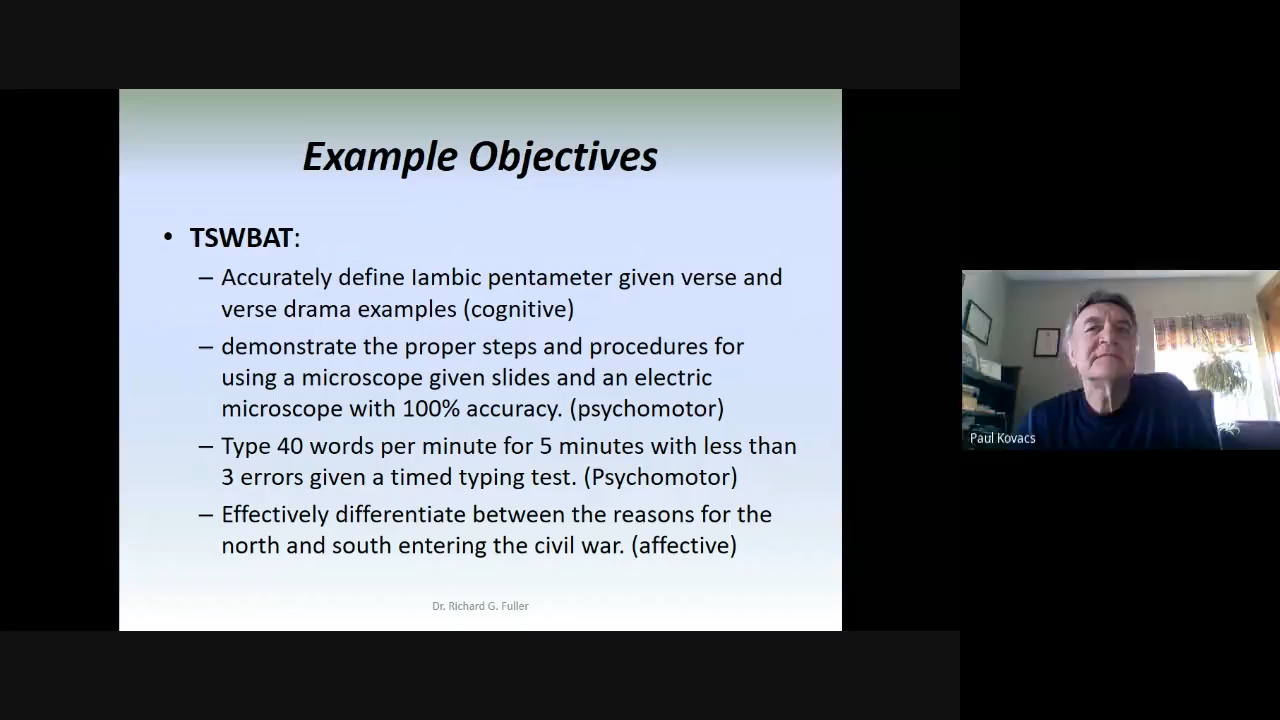 Example Objectives
• TSWBAT:
– Accurately define Iambic pentameter given verse and
verse drama examples (cognitive)
– demonstrate the proper steps and procedures for
using a microscope given slides and an electric
microscope with 100% accuracy. (psychomotor)
– Type 40 words per minute for 5 minutes with less than
3 errors given a timed typing test. (Psychomotor)
– Effectively differentiate between the reasons for the
north and south entering the civil war. (affective)
Dr. Richard G. Fuller
Paul Kovacs